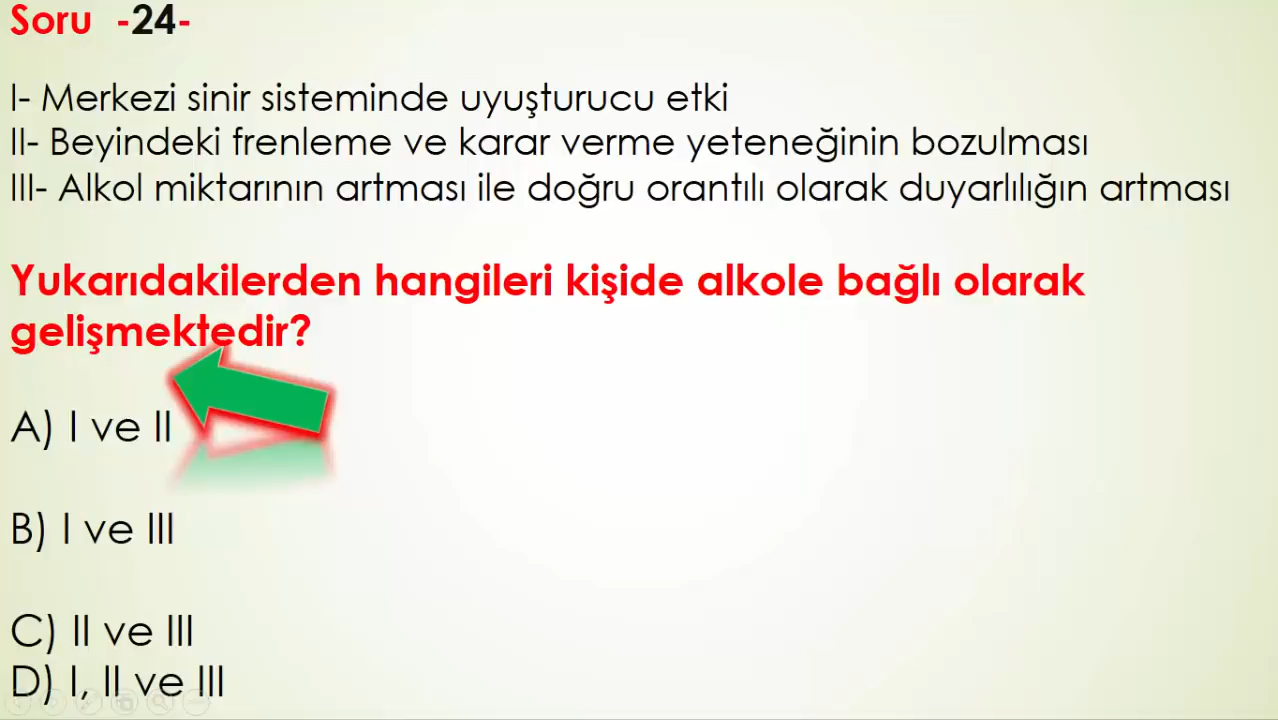 Soru -24-
I- Merkezi sinir sisteminde uyuşturucu etki
II- Beyindeki frenleme ve karar verme yeteneğinin bozulması
III- Alkol miktarının artması ile doğru orantılı olarak duyarlılığın artması
Yukarıdakilerden hangileri kişide alkole bağlı olarak
gelişmektedir?
A) I ve II
B) I ve III
C) II ve III
D) I, II ve III